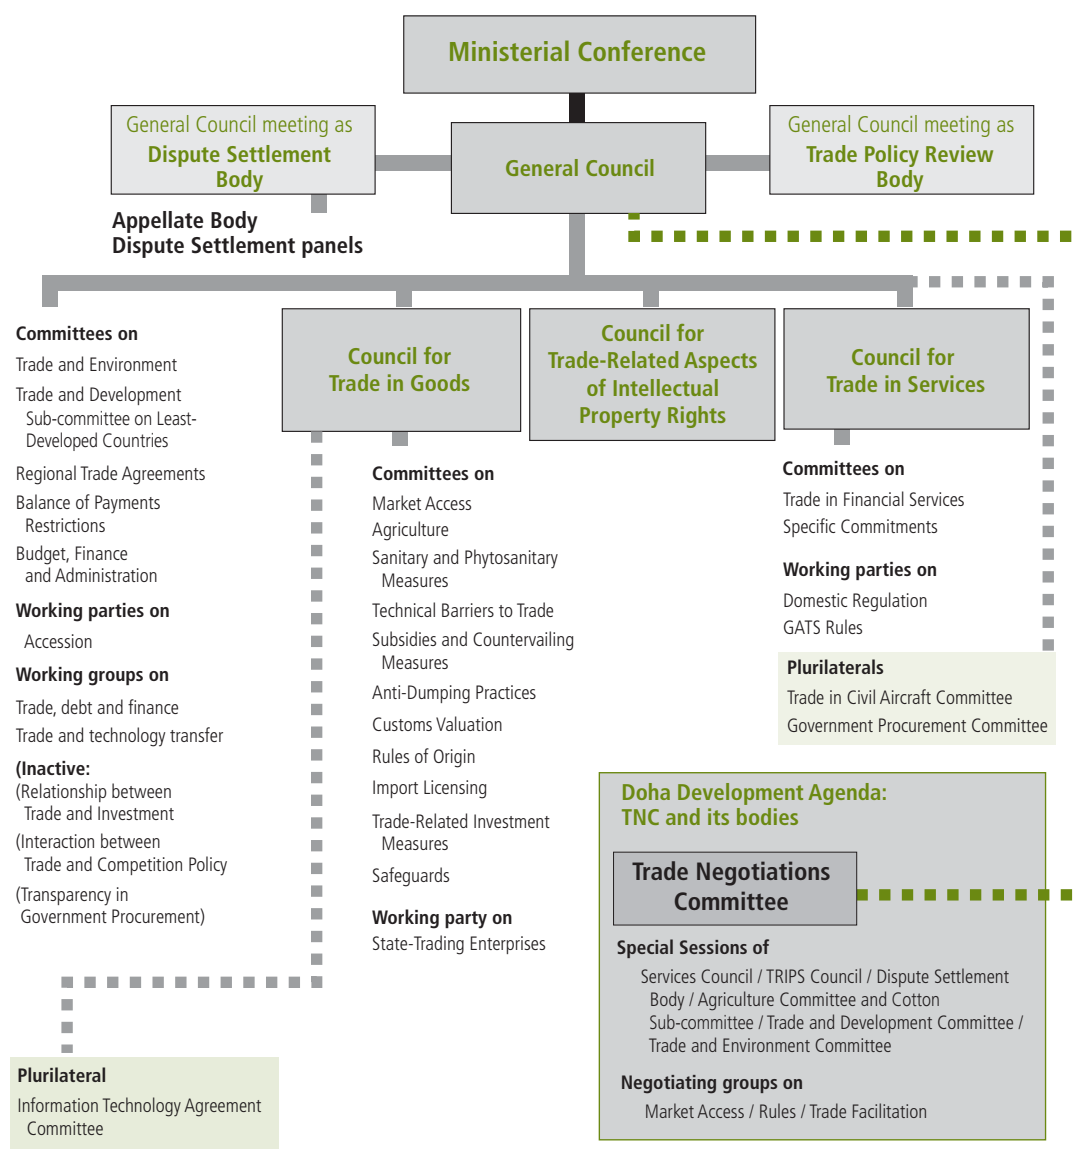 Ministerial Conference
General Council meeting as
Dispute Settlement
Body
General Council
General Council meeting as
Trade Policy Review
Body
Appellate Body
Dispute Settlement panels
Committees on
Trade and Environment
Trade and Development
Sub-committee on Least-
Developed Countries
Regional Trade Agreements
Balance of Payments
Restrictions
Budget, Finance
and Administration
Working parties on
Accession
Working groups on
Trade, debt and finance
Trade and technology transfer
(Inactive:
(Relationship between
Trade and Investment
(Interaction between
Trade and Competition Policy
(Transparency in
Government Procurement)
Council for
Trade in Goods
Committees on
Market Access
Agriculture
Sanitary and Phytosanitary
Measures
Technical Barriers to Trade
Subsidies and Countervailing
Measures
Anti-Dumping Practices
Customs Valuation
Rules of Origin
Import Licensing
Trade-Related Investment
Measures
Safeguards
Working party on
State-Trading Enterprises
Council for
Trade-Related Aspects
of Intellectual
Property Rights
Council for
Trade in Services
Committees on
Trade in Financial Services
Specific Commitments
Working parties on
Domestic Regulation
GATS Rules
Plurilaterals
Trade in Civil Aircraft Committee
Government Procurement Committee
Doha Development Agenda:
TNC and its bodies
Trade Negotiations
Committee
Special Sessions of
Services Council / TRIPS Council / Dispute Settlement
Body / Agriculture Committee and Cotton
Sub-committee / Trade and Development Committee /
Trade and Environment Committee
Negotiating groups on
Market Access / Rules / Trade Facilitation
Plurilateral
Information Technology Agreement
Committee